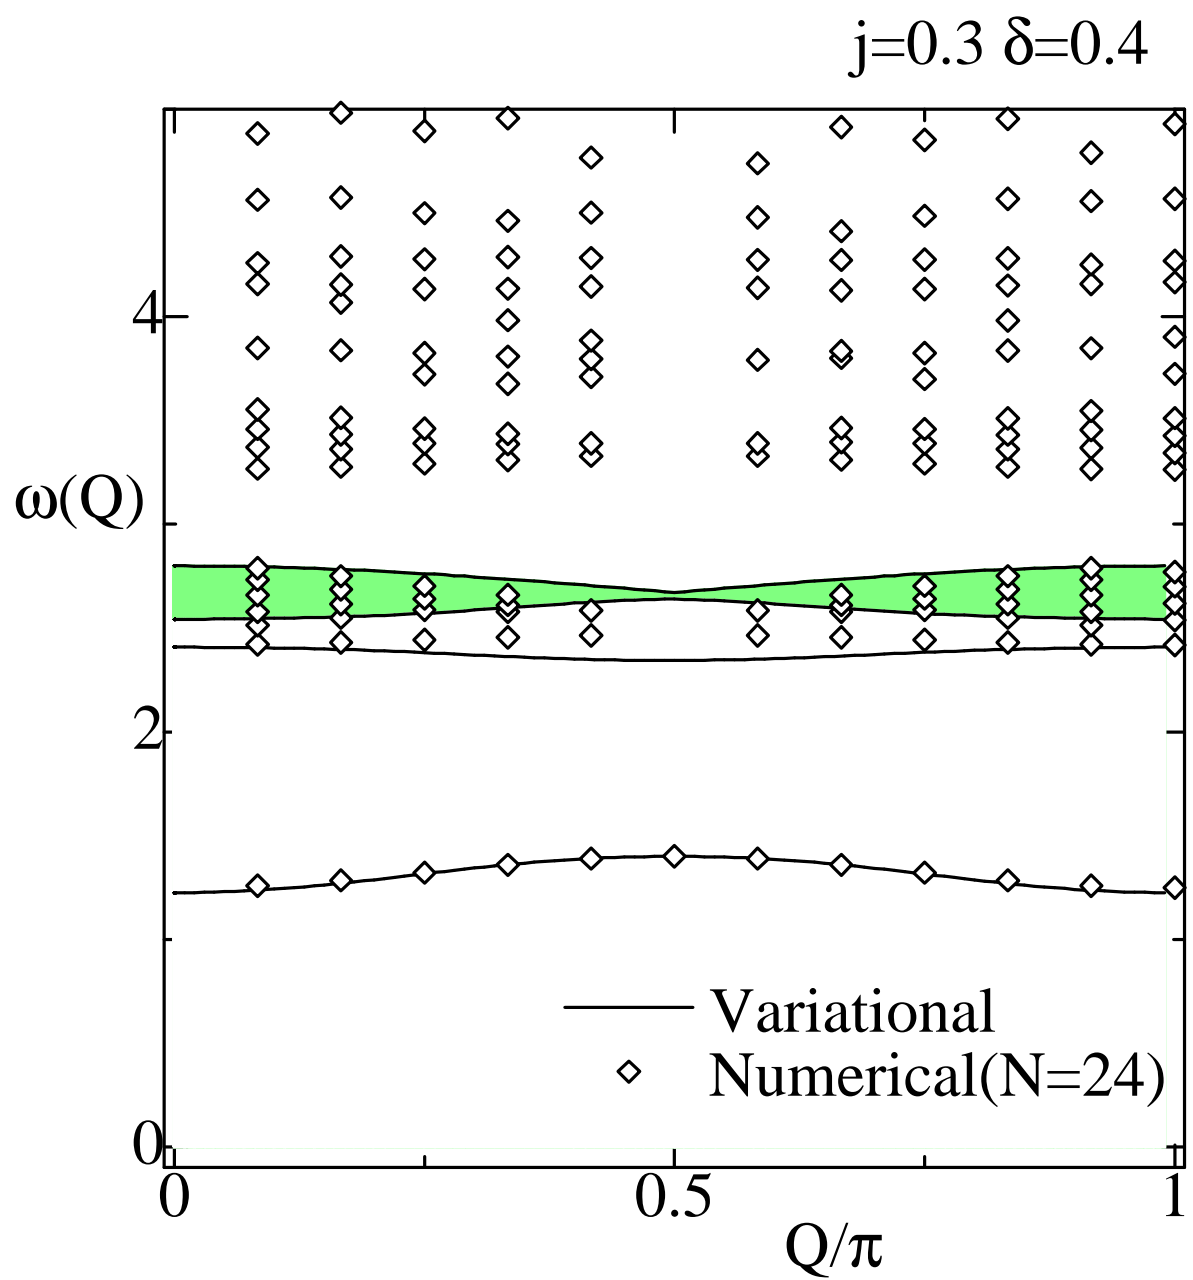 j=0.3 δ=0.4
4
ω(Q)
2
Variational
Numerical(N=24)
0
0 0.5 1
Q/π